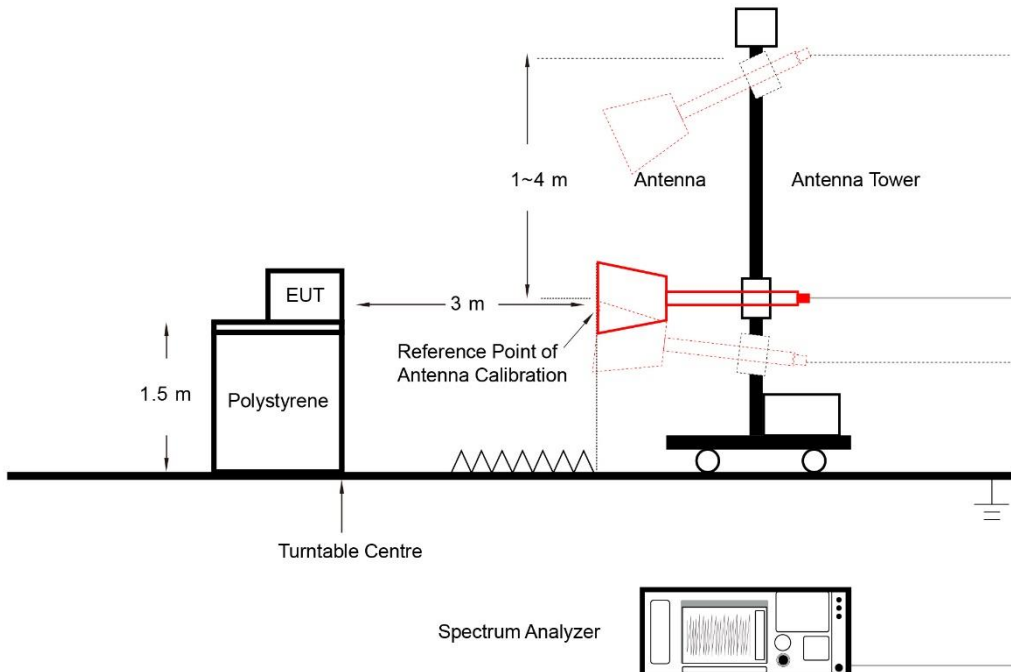 1~4 m
Antenna
Antenna Tower
EUT
3 m
Reference Point of
Antenna Calibration
1.5 m
Polystyrene
Turntable Centre
Spectrum Analyzer